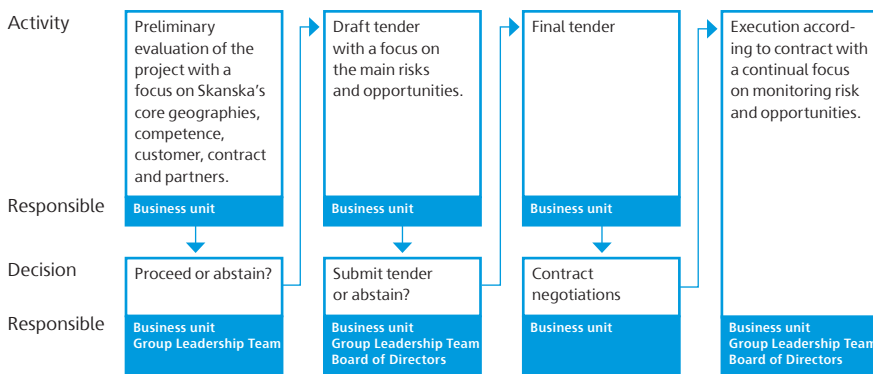 Activity
Preliminary
evaluation of the
project with a
focus on Skanska's
core geographies,
competence,
customer, contract
and partners.
Draft tender
with a focus on
the main risks
and opportunities.
Final tender
Execution accord-
ing to contract with
a continual focus
on monitoring risk
and opportunities.
Responsible
Business unit
Business unit
Business unit
Decision
Proceed or abstain?
Submit tender
or abstain?
Contract
negotiations
Responsible
Business unit
Group Leadership Team
Business unit
Group Leadership Team
Board of Directors
Business unit
Business unit
Group Leadership Team
Board of Directors